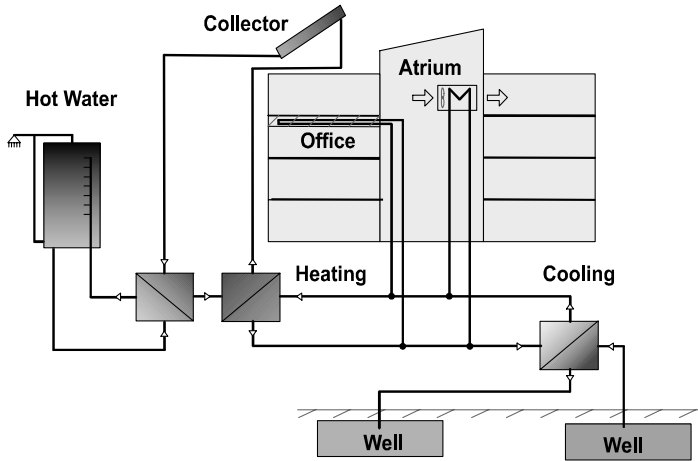 Collector
Atrium
Hot Water
Office
Heating
Cooling
Well
Well